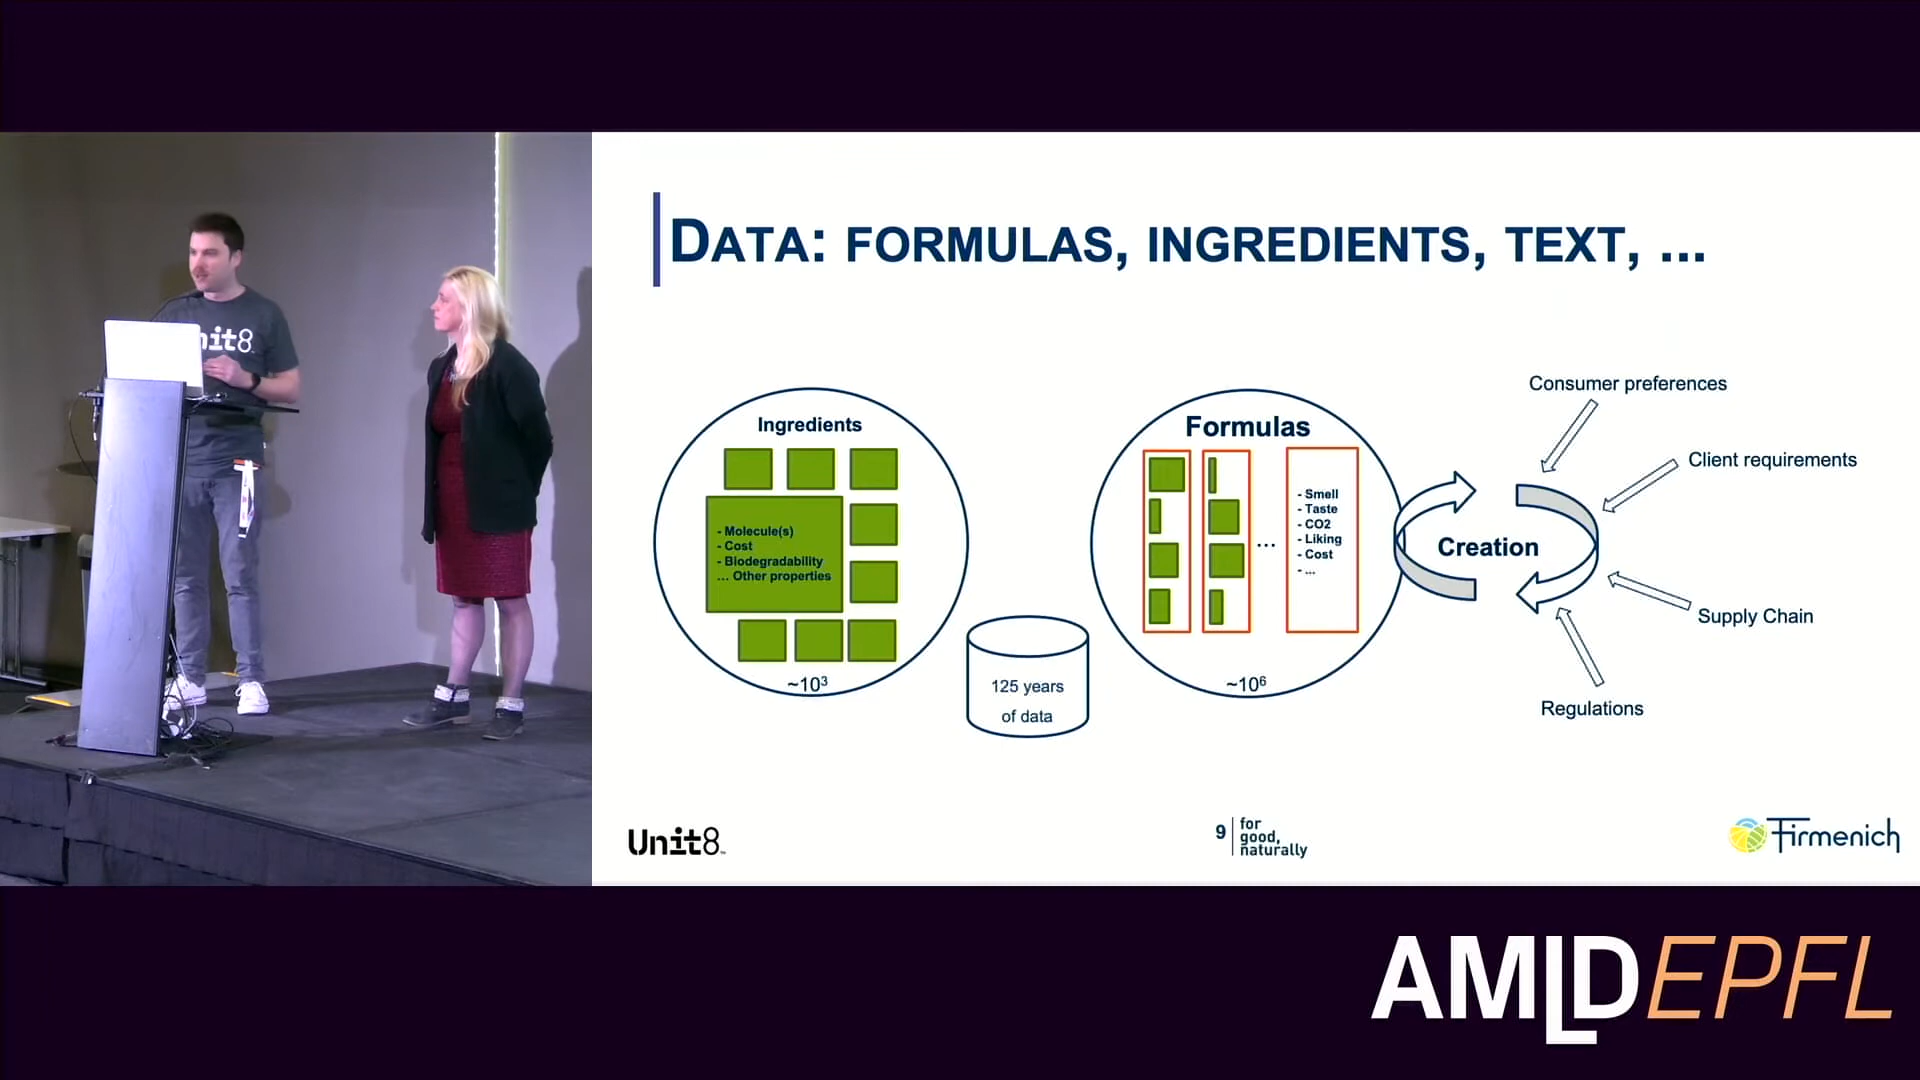 nit8
DATA: FORMULAS, INGREDIENTS, TEXT, ...
Ingredients
- Molecule(s)
- Cost
- Biodegradability
... Other properties
~10³
125 years
of data
Formulas
...
- Smell
- Taste
- CO2
- Liking
- Cost
- ...
~10⁶
Creation
Consumer preferences
Client requirements
Supply Chain
Regulations
Unit8
9
for
good,
naturally
Firmenich
AMLD EPFL